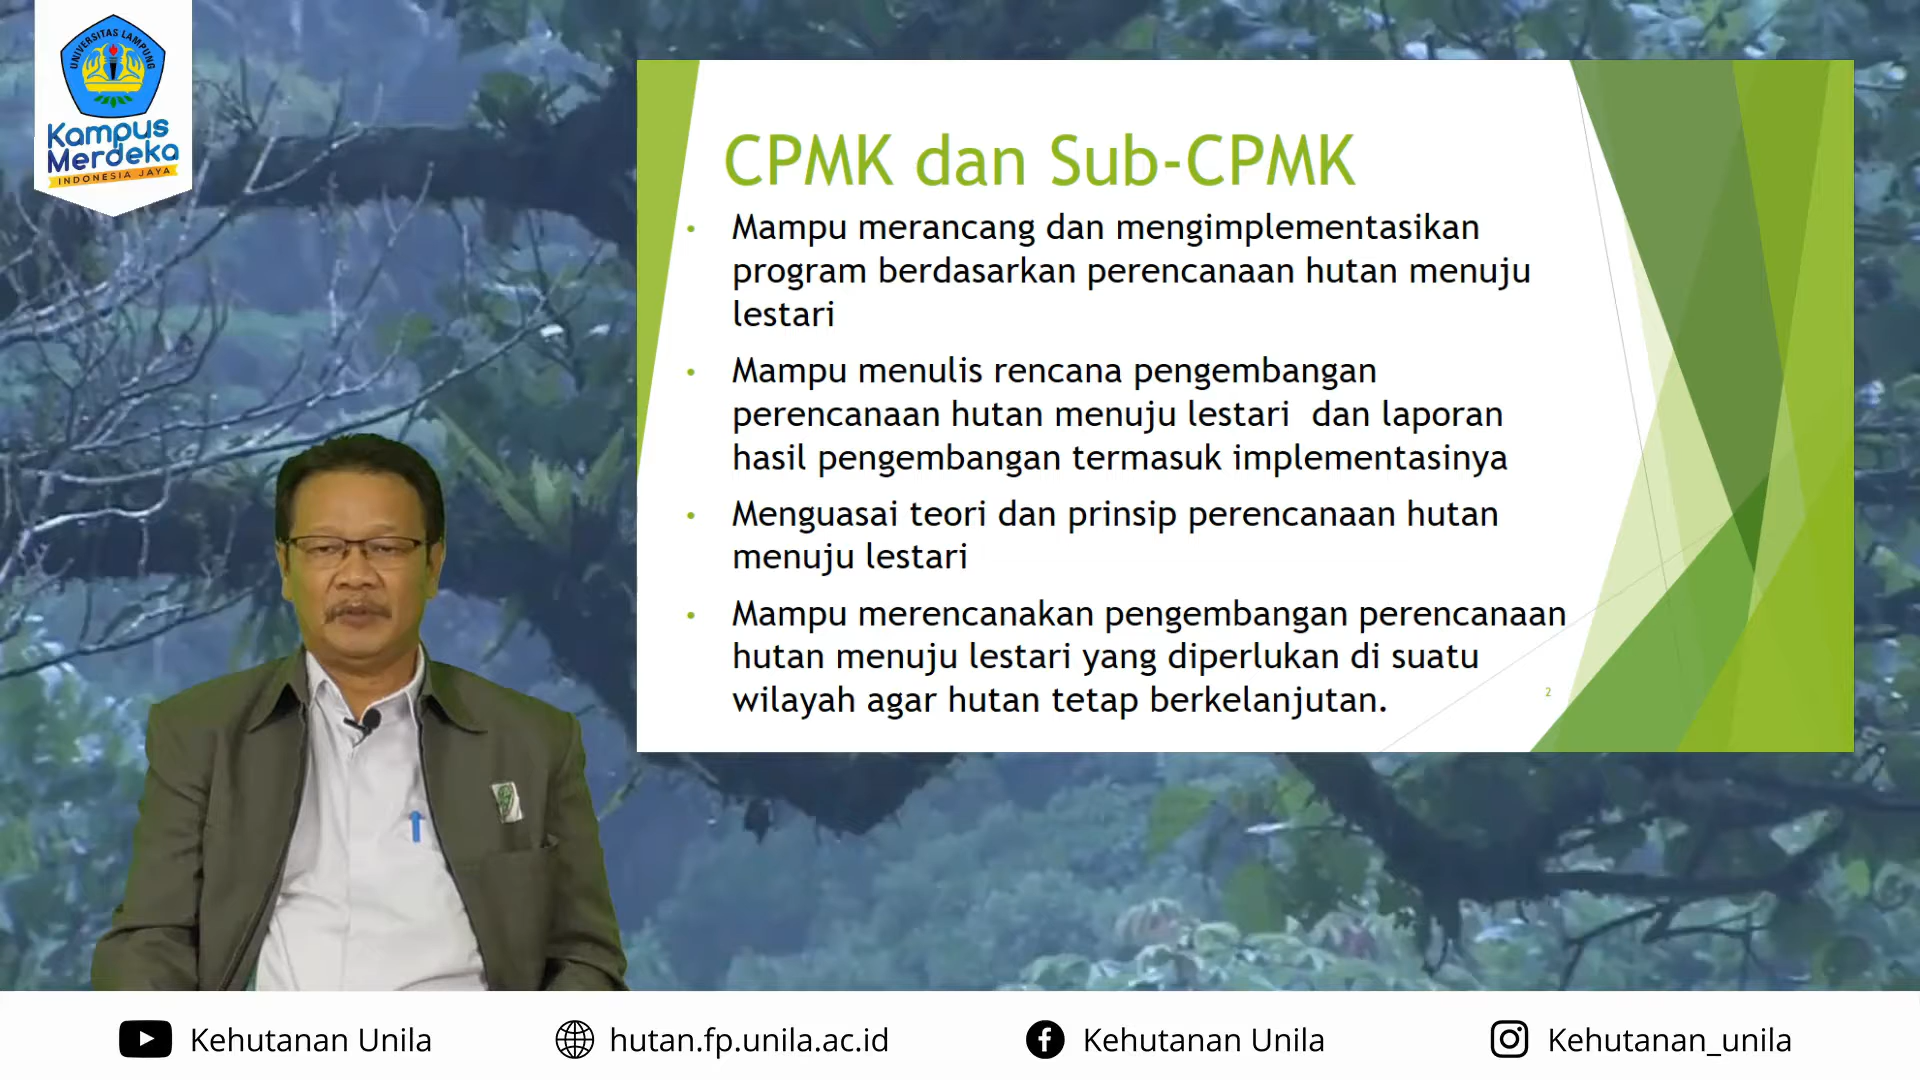 UNIVERSITAS LAMPUNG
Kampus
Merdeka
INDONESIA JAYA
CPMK dan Sub-CPMK
• Mampu merancang dan mengimplementasikan
program berdasarkan perencanaan hutan menuju
lestari
• Mampu menulis rencana pengembangan
perencanaan hutan menuju lestari  dan laporan
hasil pengembangan termasuk implementasinya
• Menguasai teori dan prinsip perencanaan hutan
menuju lestari
• Mampu merencanakan pengembangan perencanaan
hutan menuju lestari yang diperlukan di suatu
wilayah agar hutan tetap berkelanjutan.
2
Kehutanan Unila
hutan.fp.unila.ac.id
Kehutanan Unila
Kehutanan_unila